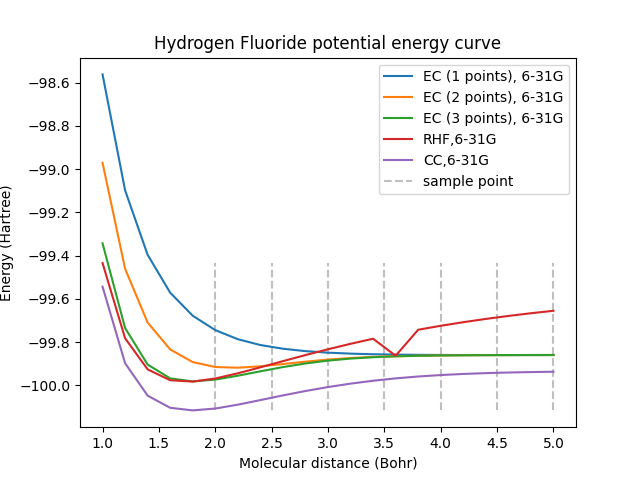 Hydrogen Fluoride potential energy curve
EC (1 points), 6-31G
EC (2 points), 6-31G
EC (3 points), 6-31G
RHF,6-31G
CC,6-31G
sample point
Energy (Hartree)
−98.6
−98.8
−99.0
−99.2
−99.4
−99.6
−99.8
−100.0
1.0 1.5 2.0 2.5 3.0 3.5 4.0 4.5 5.0
Molecular distance (Bohr)